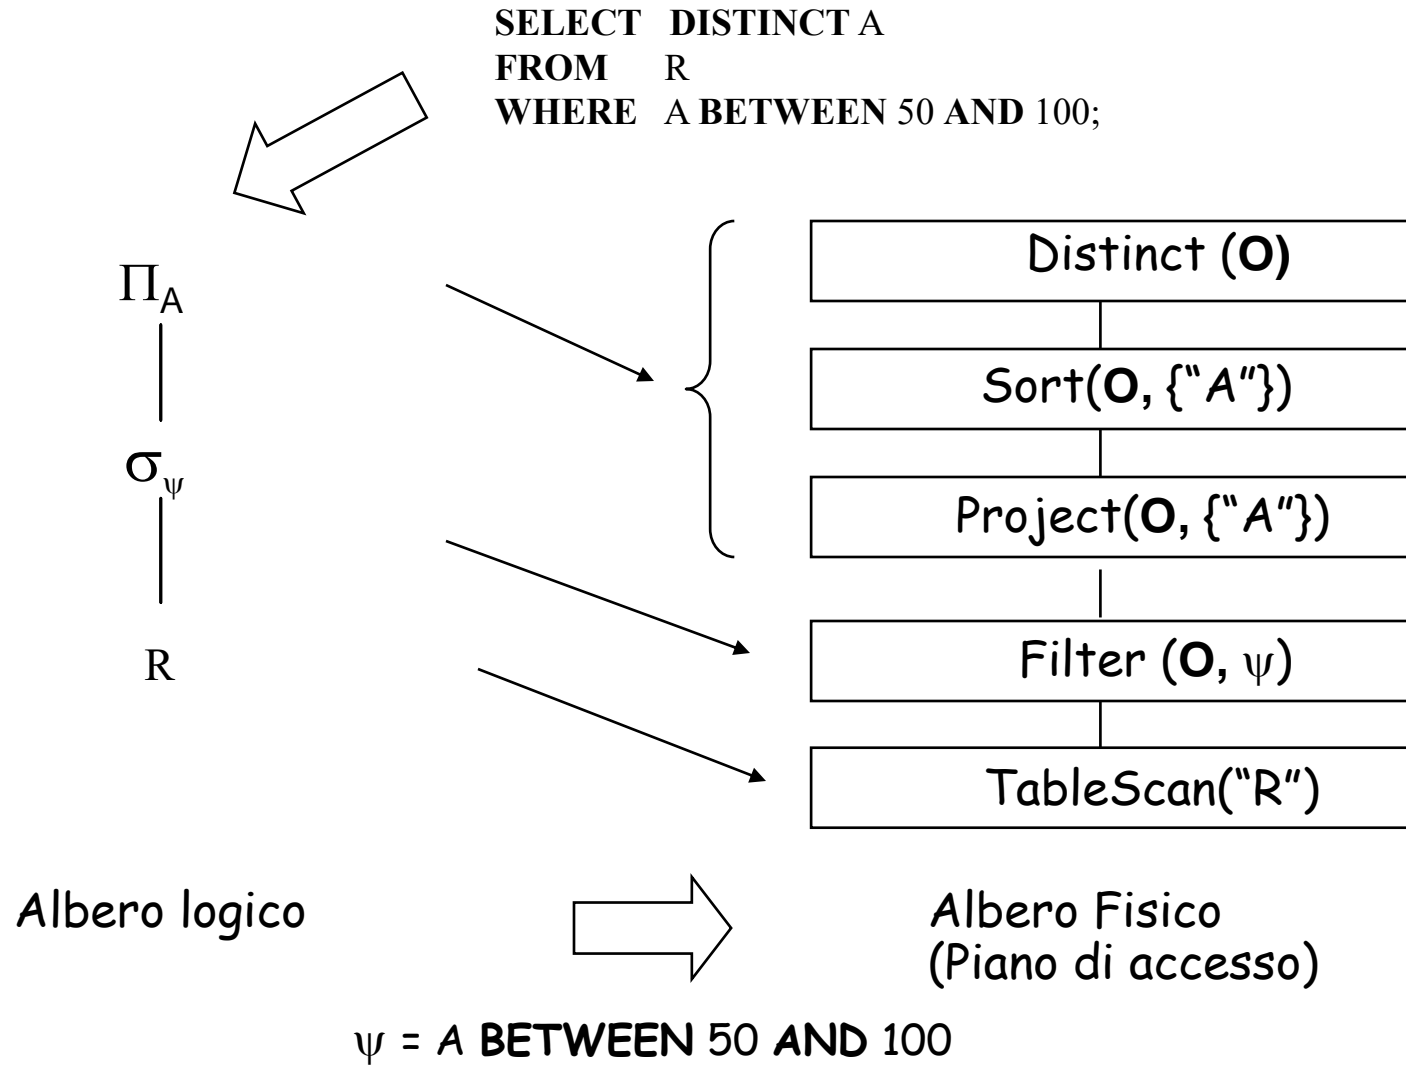 SELECT DISTINCT A
FROM R
WHERE A BETWEEN 50 AND 100;
Π_A
σ_ψ
R
Distinct (O)
Sort(O, {“A”})
Project(O, {“A”})
Filter (O, ψ)
TableScan(“R”)
Albero logico
Albero Fisico
(Piano di accesso)
ψ = A BETWEEN 50 AND 100